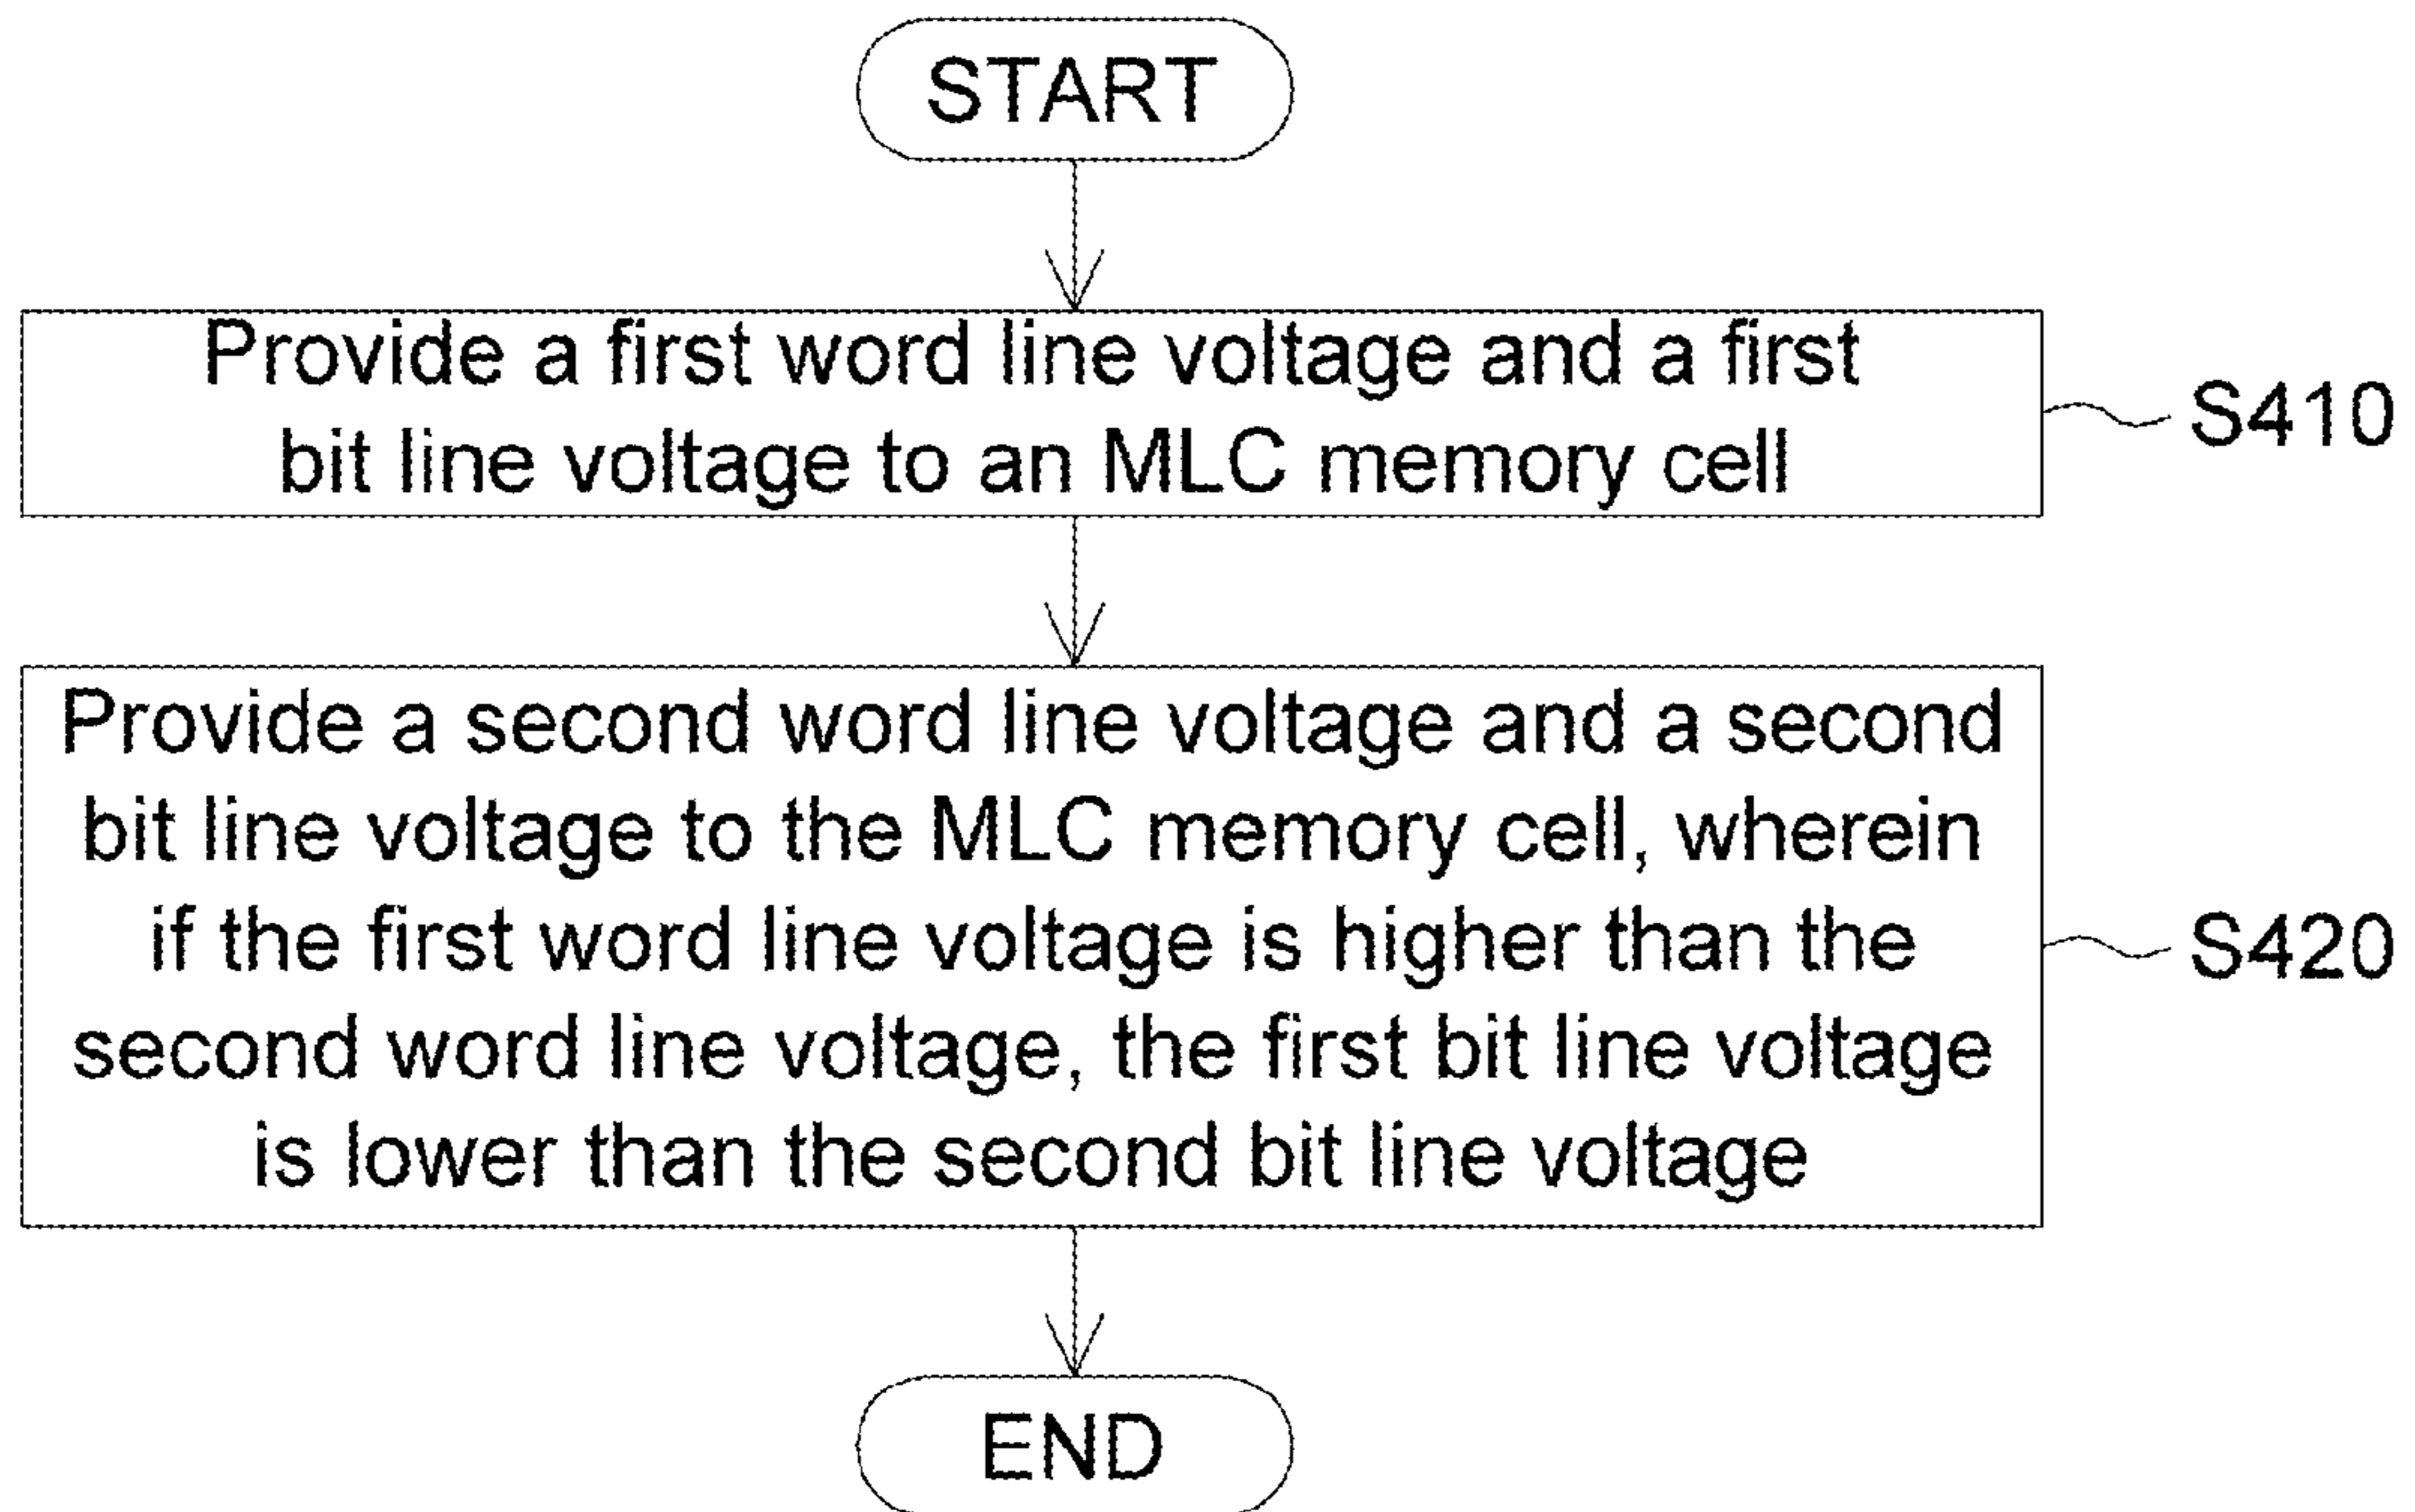 START
Provide a first word line voltage and a first
bit line voltage to an MLC memory cell
S410
Provide a second word line voltage and a second
bit line voltage to the MLC memory cell, wherein
if the first word line voltage is higher than the
second word line voltage, the first bit line voltage
is lower than the second bit line voltage
S420
END